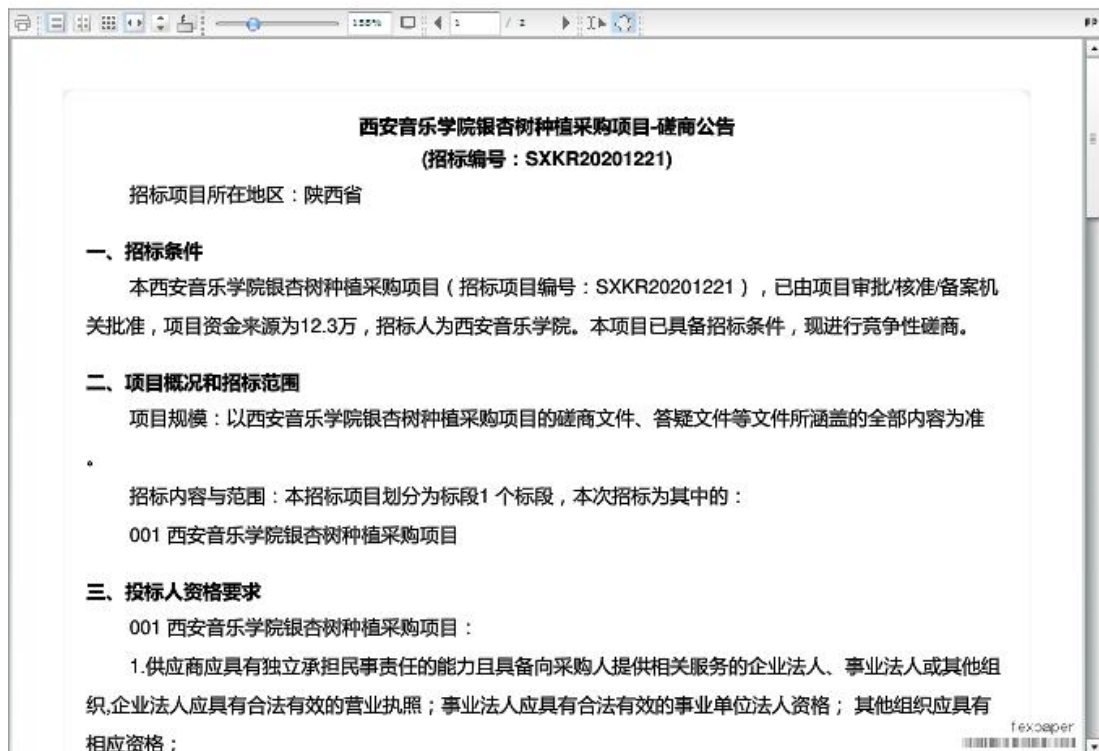 155%
1
/ 2
西安音乐学院银杏树种植采购项目-磋商公告
(招标编号：SXKR20201221)
招标项目所在地区：陕西省
一、招标条件
本西安音乐学院银杏树种植采购项目（招标项目编号：SXKR20201221），已由项目审批/核准/备案机
关批准，项目资金来源为12.3万，招标人为西安音乐学院。本项目已具备招标条件，现进行竞争性磋商。
二、项目概况和招标范围
项目规模：以西安音乐学院银杏树种植采购项目的磋商文件、答疑文件等文件所涵盖的全部内容为准
。
招标内容与范围：本招标项目划分为标段1 个标段，本次招标为其中的：
001 西安音乐学院银杏树种植采购项目
三、投标人资格要求
001 西安音乐学院银杏树种植采购项目：
1.供应商应具有独立承担民事责任的能力且具备向采购人提供相关服务的企业法人、事业法人或其他组
织,企业法人应具有合法有效的营业执照；事业法人应具有合法有效的事业单位法人资格； 其他组织应具有
相应资格；